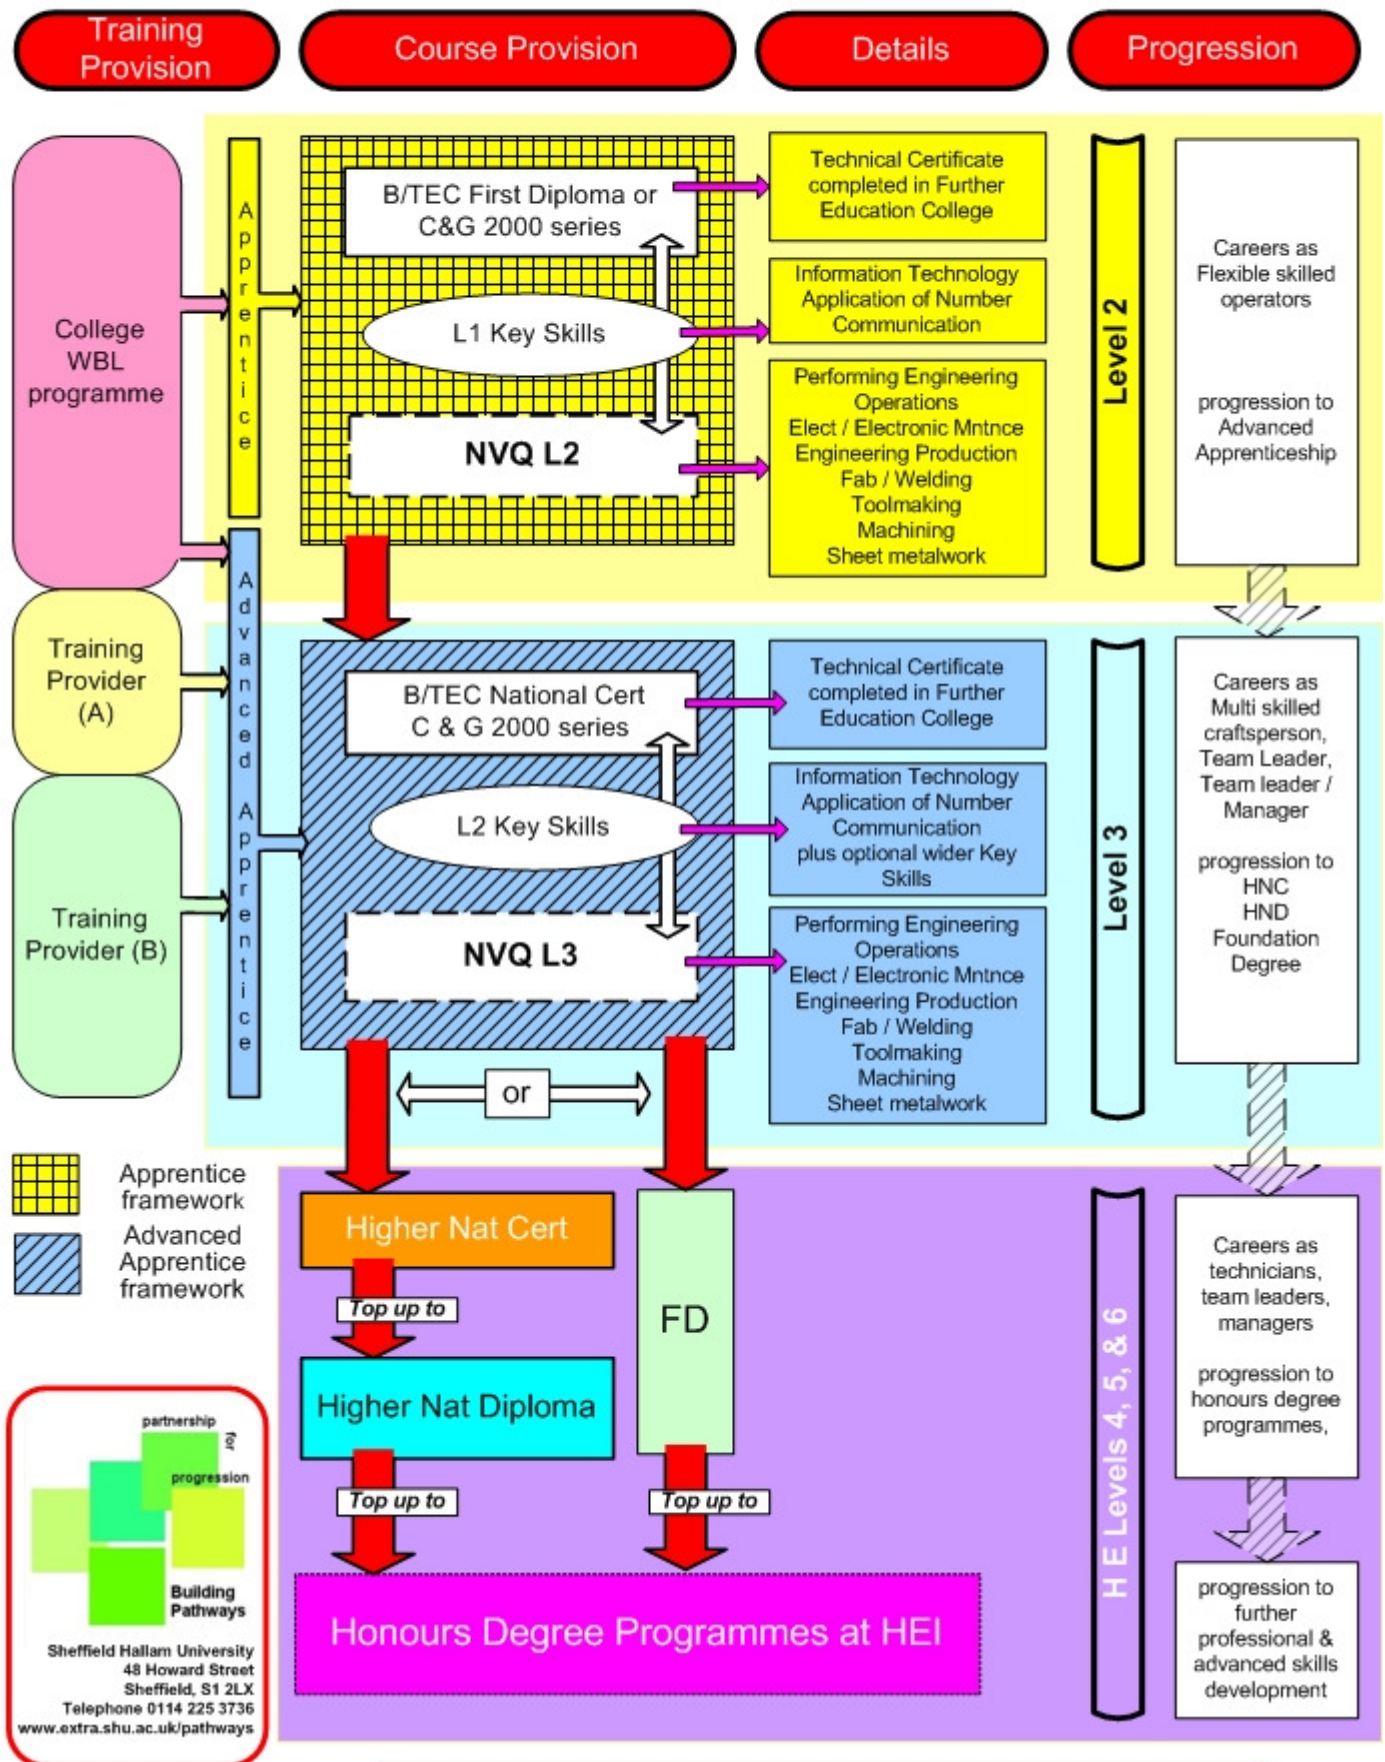 Training
Provision
Course Provision
Details
Progression
College
WBL
programme
Training
Provider
(A)
Training
Provider (B)
Apprentice
Advanced Apprentice
B/TEC First Diploma or
C&G 2000 series
L1 Key Skills
NVQ L2
Technical Certificate
completed in Further
Education College
Information Technology
Application of Number
Communication
Performing Engineering
Operations
Elect / Electronic Mntnce
Engineering Production
Fab / Welding
Toolmaking
Machining
Sheet metalwork
Level 2
Careers as
Flexible skilled
operators
progression to
Advanced
Apprenticeship
B/TEC National Cert
C & G 2000 series
L2 Key Skills
NVQ L3
Technical Certificate
completed in Further
Education College
Information Technology
Application of Number
Communication
plus optional wider Key
Skills
Performing Engineering
Operations
Elect / Electronic Mntnce
Engineering Production
Fab / Welding
Toolmaking
Machining
Sheet metalwork
Level 3
Careers as
Multi skilled
craftsperson,
Team Leader,
Team leader /
Manager
progression to
HNC
HND
Foundation
Degree
or
Apprentice
framework
Advanced
Apprentice
framework
Higher Nat Cert
Top up to
Higher Nat Diploma
Top up to
FD
Top up to
Honours Degree Programmes at HEI
H E Levels 4, 5, & 6
Careers as
technicians,
team leaders,
managers
progression to
honours degree
programmes,
progression to
further
professional &
advanced skills
development
partnership
for
progression
Building
Pathways
Sheffield Hallam University
48 Howard Street
Sheffield, S1 2LX
Telephone 0114 225 3736
www.extra.shu.ac.uk/pathways